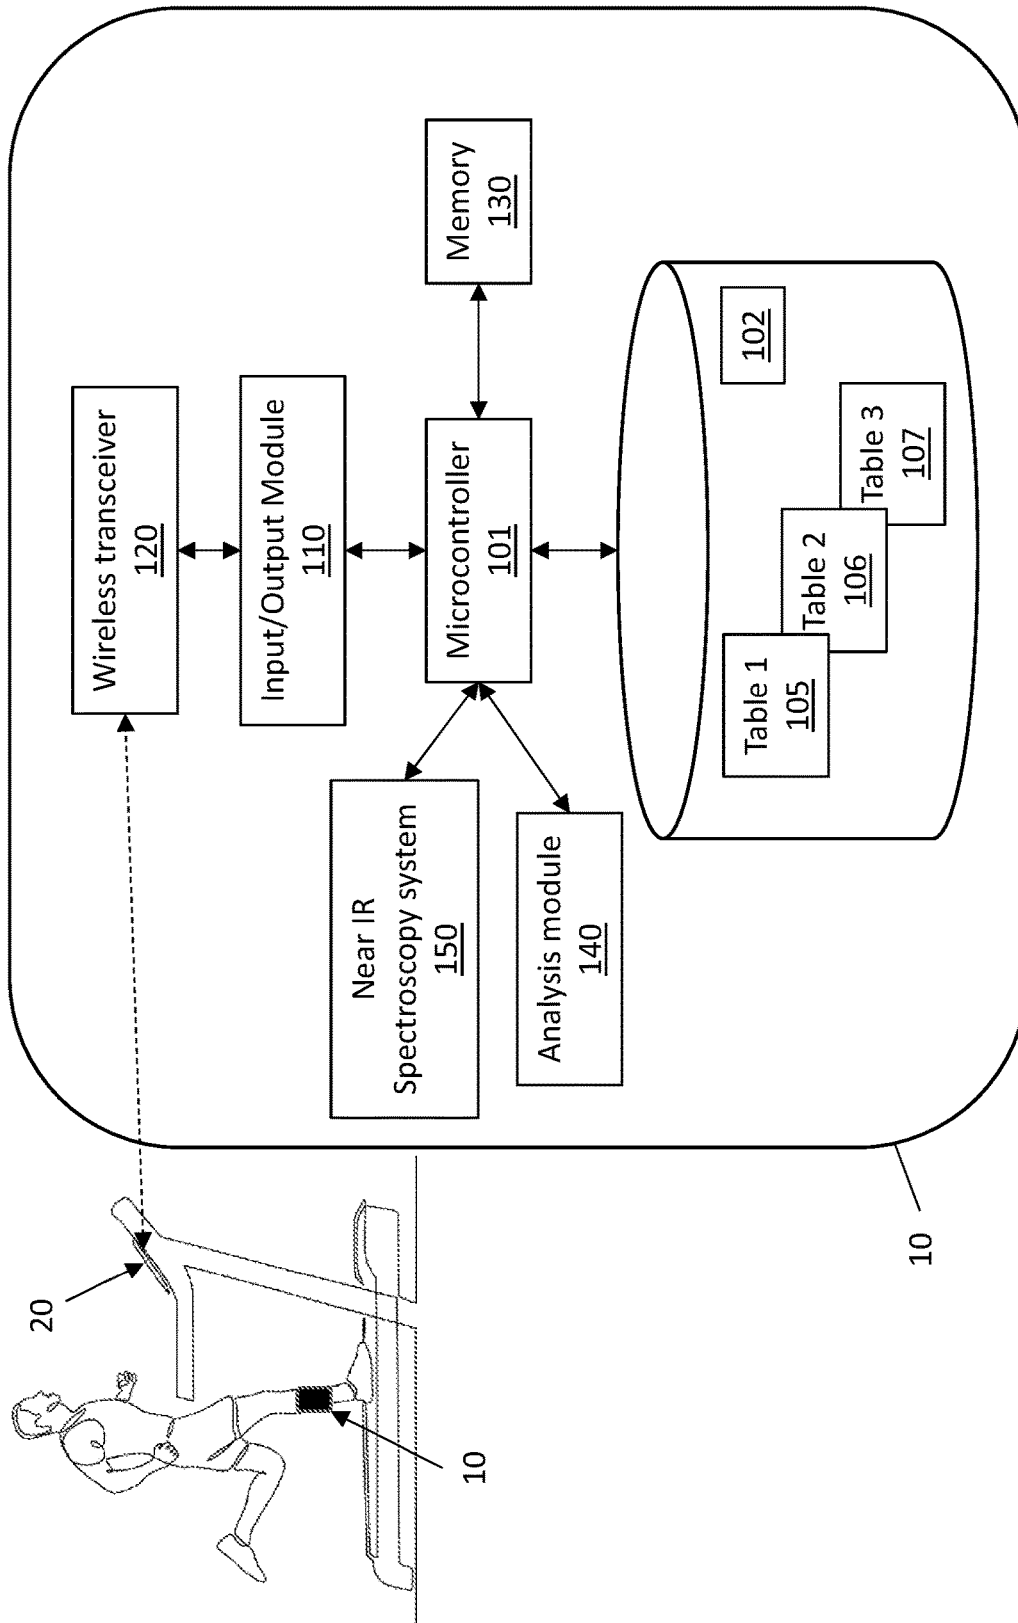 20
10
10
Wireless transceiver
120
Input/Output Module
110
Near IR
Spectroscopy system
150
Microcontroller
101
Memory
130
Analysis module
140
Table 1
105
Table 2
106
Table 3
107
102